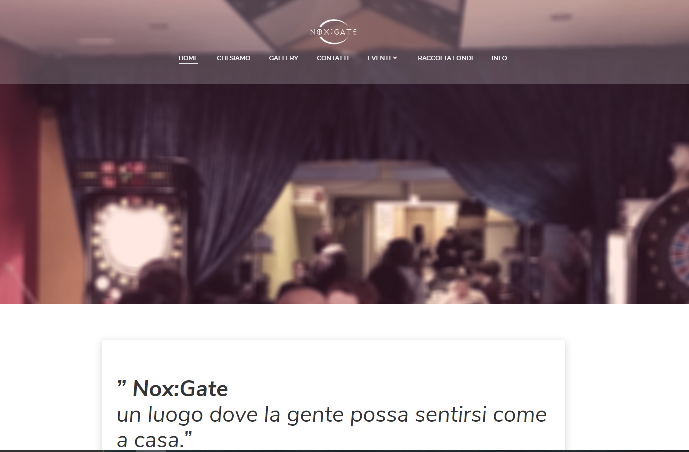 NOX:GATE
HOME CHI SIAMO GALLERY CONTATTI EVENTI RACCOLTA FONDI INFO
” Nox:Gate
un luogo dove la gente possa sentirsi come
a casa.”